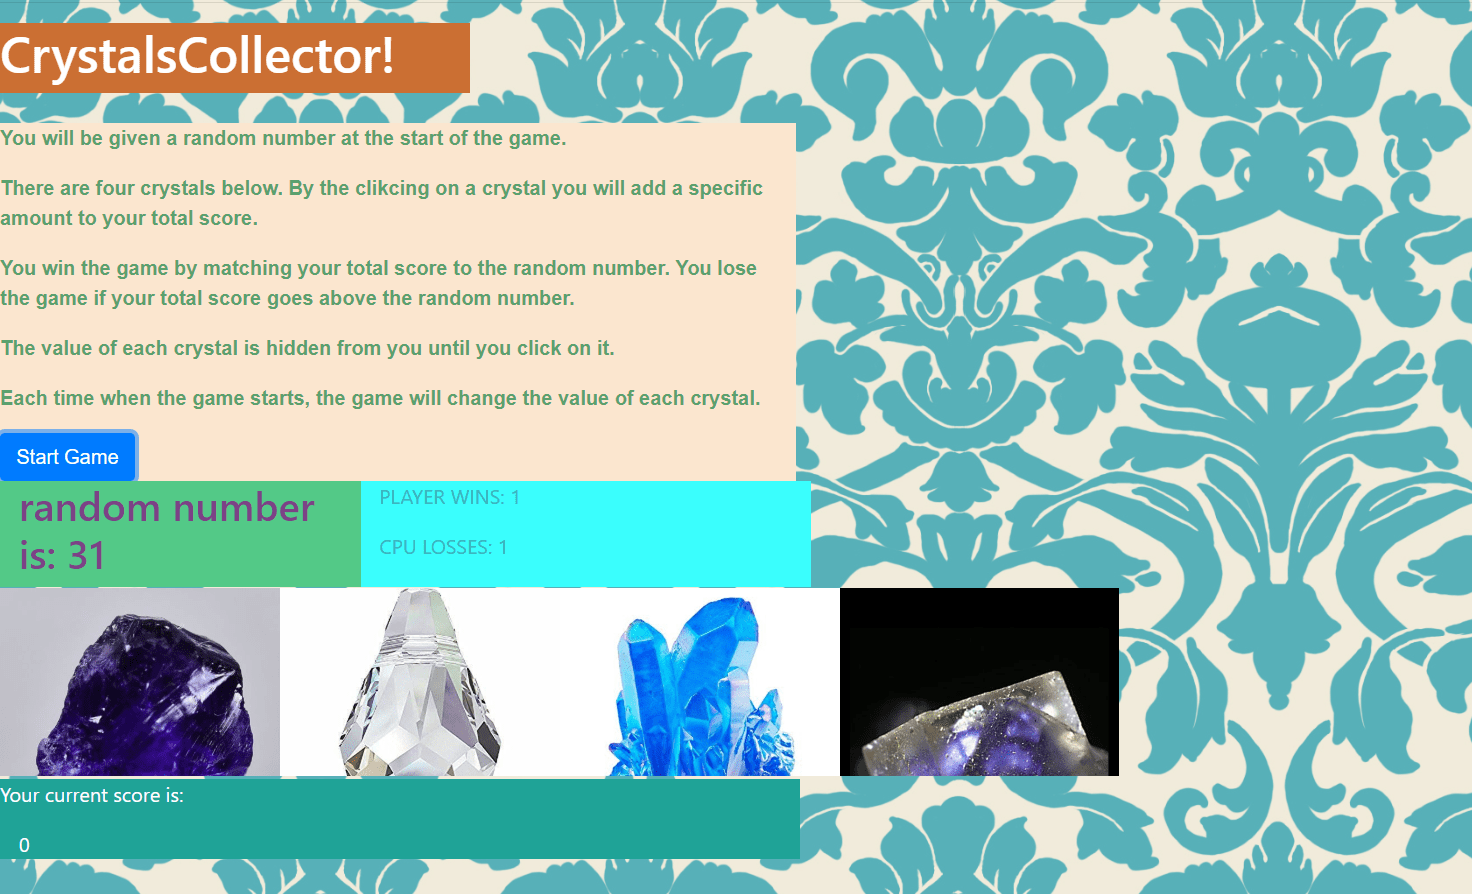 CrystalsCollector!
You will be given a random number at the start of the game.
There are four crystals below. By the clikcing on a crystal you will add a specific
amount to your total score.
You win the game by matching your total score to the random number. You lose
the game if your total score goes above the random number.
The value of each crystal is hidden from you until you click on it.
Each time when the game starts, the game will change the value of each crystal.
Start Game
random number
is: 31
PLAYER WINS: 1
CPU LOSSES: 1
Your current score is:
0